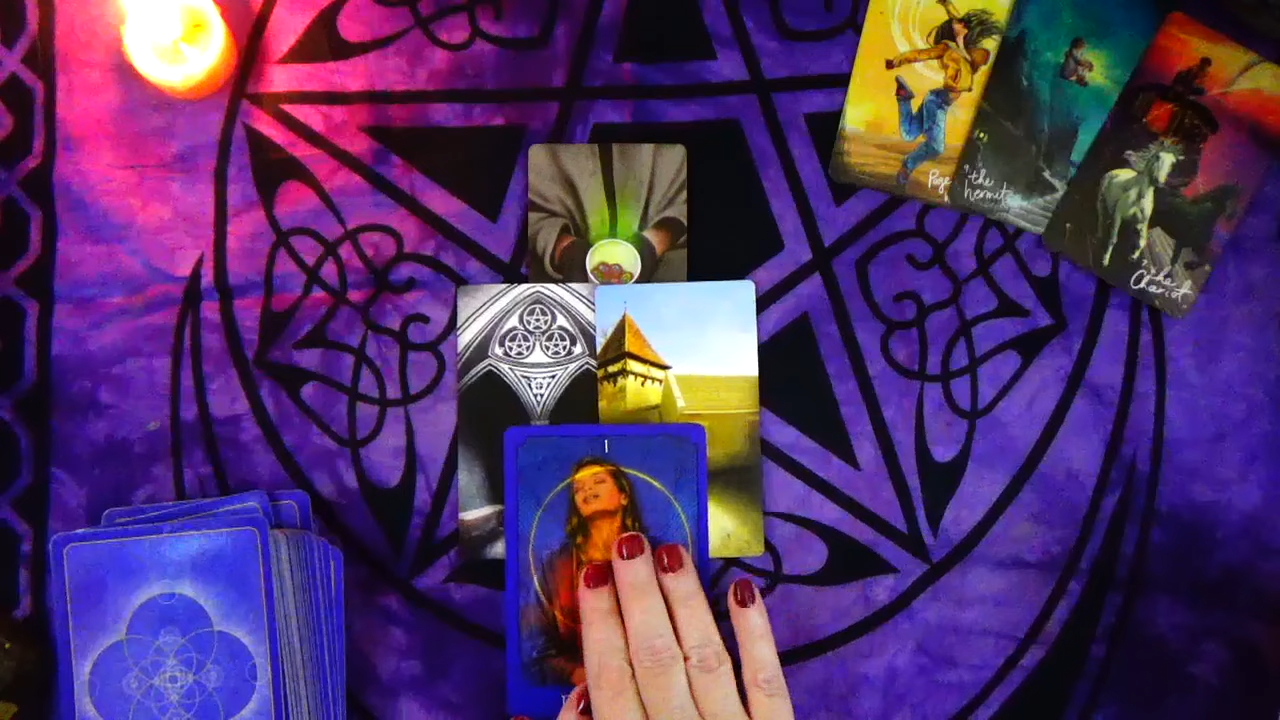 Page
"the
hermit
"the
Chariot
I